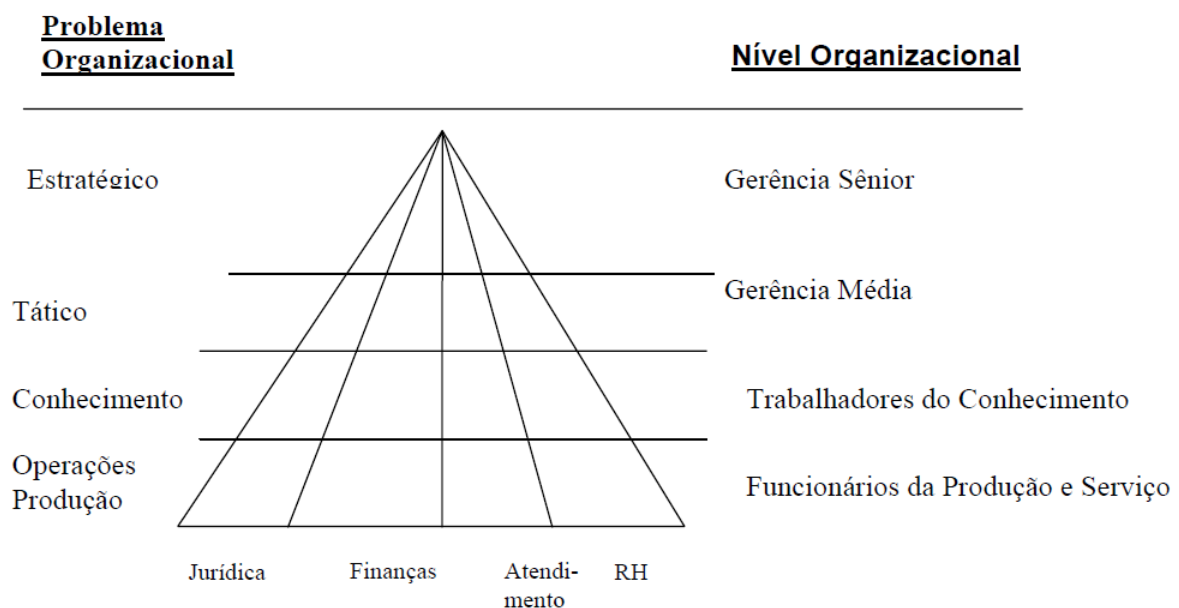 Problema
Organizacional
Nível Organizacional
Estratégico
Gerência Sênior
Gerência Média
Tático
Conhecimento
Trabalhadores do Conhecimento
Operações
Produção
Funcionários da Produção e Serviço
Jurídica
Finanças
Atendi-
mento
RH